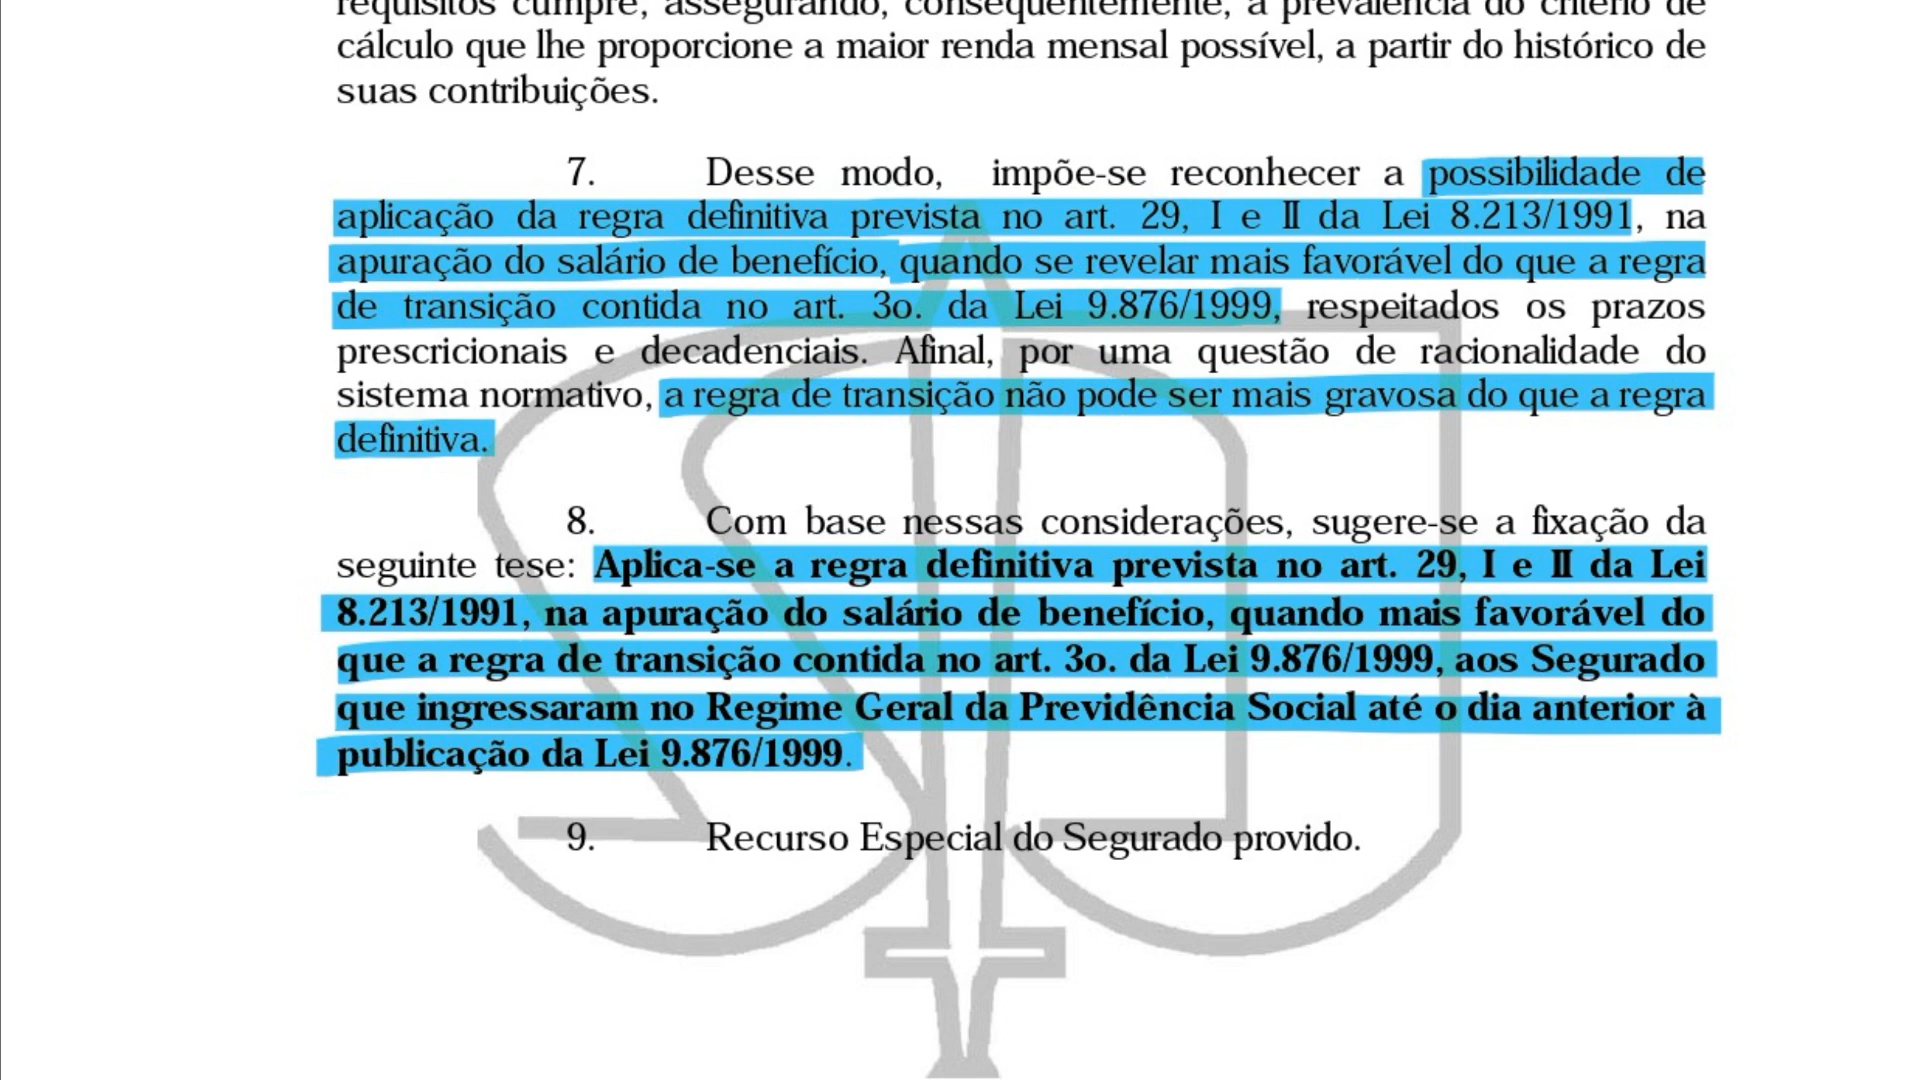 requisitos cumpre, assegurando, consequentemente, a prevalência do critério de
cálculo que lhe proporcione a maior renda mensal possível, a partir do histórico de
suas contribuições.
7. Desse modo, impõe-se reconhecer a possibilidade de
aplicação da regra definitiva prevista no art. 29, I e II da Lei 8.213/1991, na
apuração do salário de benefício, quando se revelar mais favorável do que a regra
de transição contida no art. 3o. da Lei 9.876/1999, respeitados os prazos
prescricionais e decadenciais. Afinal, por uma questão de racionalidade do
sistema normativo, a regra de transição não pode ser mais gravosa do que a regra
definitiva.
8. Com base nessas considerações, sugere-se a fixação da
seguinte tese: Aplica-se a regra definitiva prevista no art. 29, I e II da Lei
8.213/1991, na apuração do salário de benefício, quando mais favorável do
que a regra de transição contida no art. 3o. da Lei 9.876/1999, aos Segurado
que ingressaram no Regime Geral da Previdência Social até o dia anterior à
publicação da Lei 9.876/1999.
9. Recurso Especial do Segurado provido.